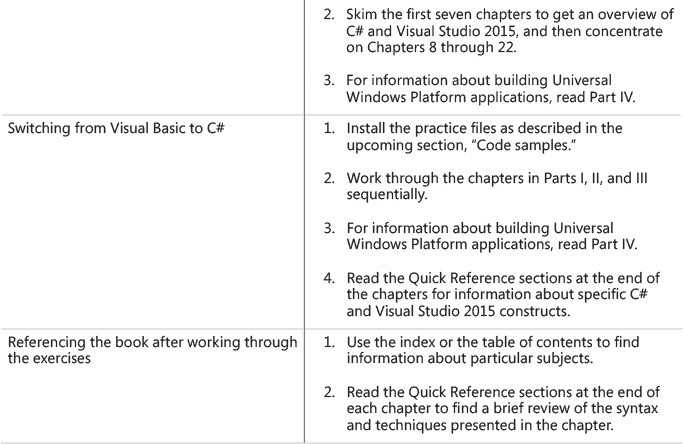 2. Skim the first seven chapters to get an overview of
C# and Visual Studio 2015, and then concentrate
on Chapters 8 through 22.
3. For information about building Universal
Windows Platform applications, read Part IV.
Switching from Visual Basic to C#
1. Install the practice files as described in the
upcoming section, “Code samples.”
2. Work through the chapters in Parts I, II, and III
sequentially.
3. For information about building Universal
Windows Platform applications, read Part IV.
4. Read the Quick Reference sections at the end of
the chapters for information about specific C#
and Visual Studio 2015 constructs.
Referencing the book after working through
the exercises
1. Use the index or the table of contents to find
information about particular subjects.
2. Read the Quick Reference sections at the end of
each chapter to find a brief review of the syntax
and techniques presented in the chapter.